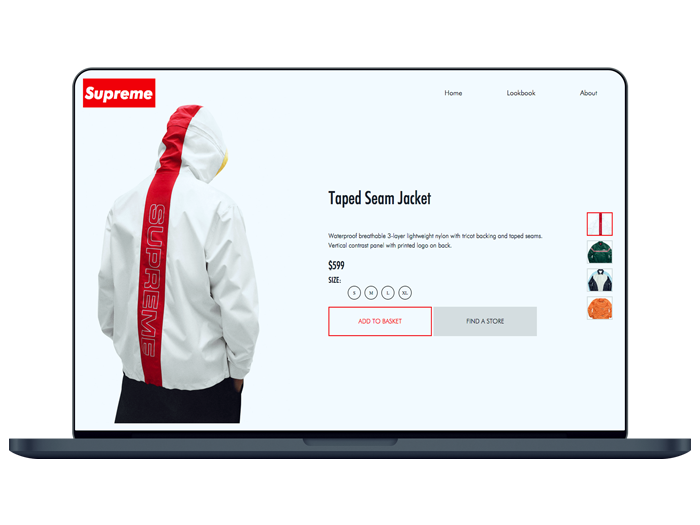 Supreme
Home
Lookbook
About
SUPREME
Taped Seam Jacket
Waterproof breathable 3-layer lightweight nylon with tricot backing and taped seams.
Vertical contrast panel with printed logo on back.
$599
SIZE:
S
M
L
XL
ADD TO BASKET
FIND A STORE